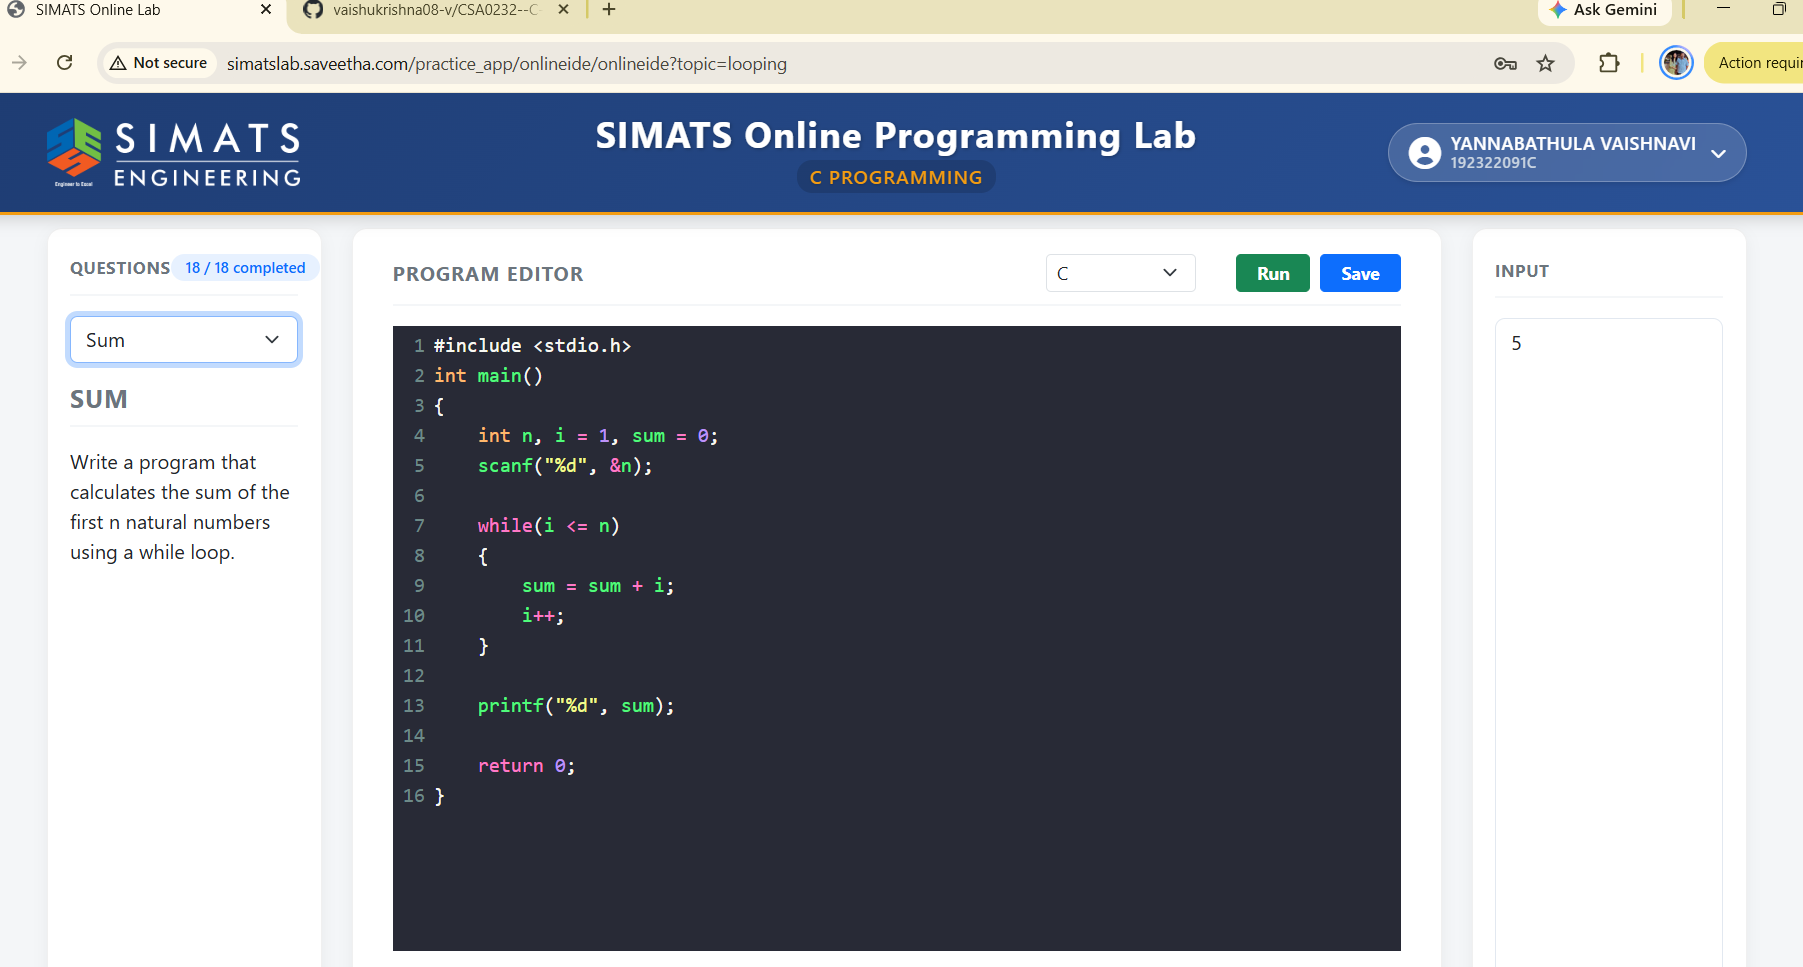 SIMATS Online Lab
vaishukrishna08-v/CSA0232--C-
Ask Gemini
Not secure
simatslab.saveetha.com/practice_app/onlineide/onlineide?topic=looping
Action requir
SIMATS
ENGINEERING
Engineer to Excel
SIMATS Online Programming Lab
C PROGRAMMING
YANNABATHULA VAISHNAVI
192322091C
QUESTIONS 18 / 18 completed
Sum
SUM
Write a program that
calculates the sum of the
first n natural numbers
using a while loop.
PROGRAM EDITOR
C
Run
Save
1 #include <stdio.h>
2 int main()
3 {
4     int n, i = 1, sum = 0;
5     scanf("%d", &n);
6
7     while(i <= n)
8     {
9         sum = sum + i;
10         i++;
11     }
12
13     printf("%d", sum);
14
15     return 0;
16 }
INPUT
5